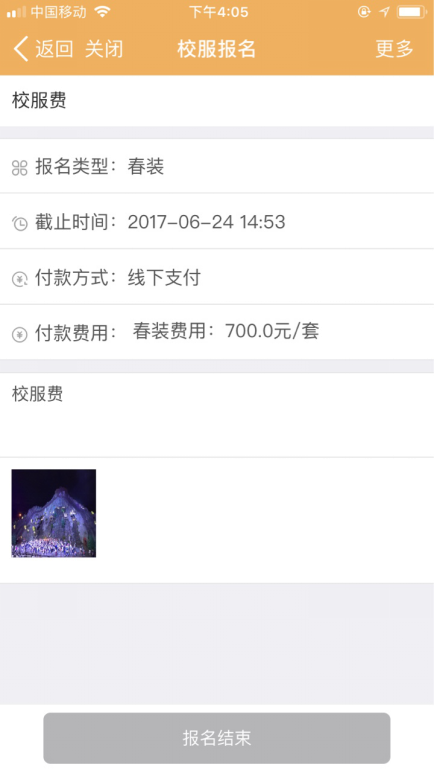 中国移动 下午4:05
返回 关闭 校服报名 更多
校服费
报名类型：春装
截止时间：2017-06-24 14:53
付款方式：线下支付
付款费用： 春装费用：700.0元/套
校服费
报名结束